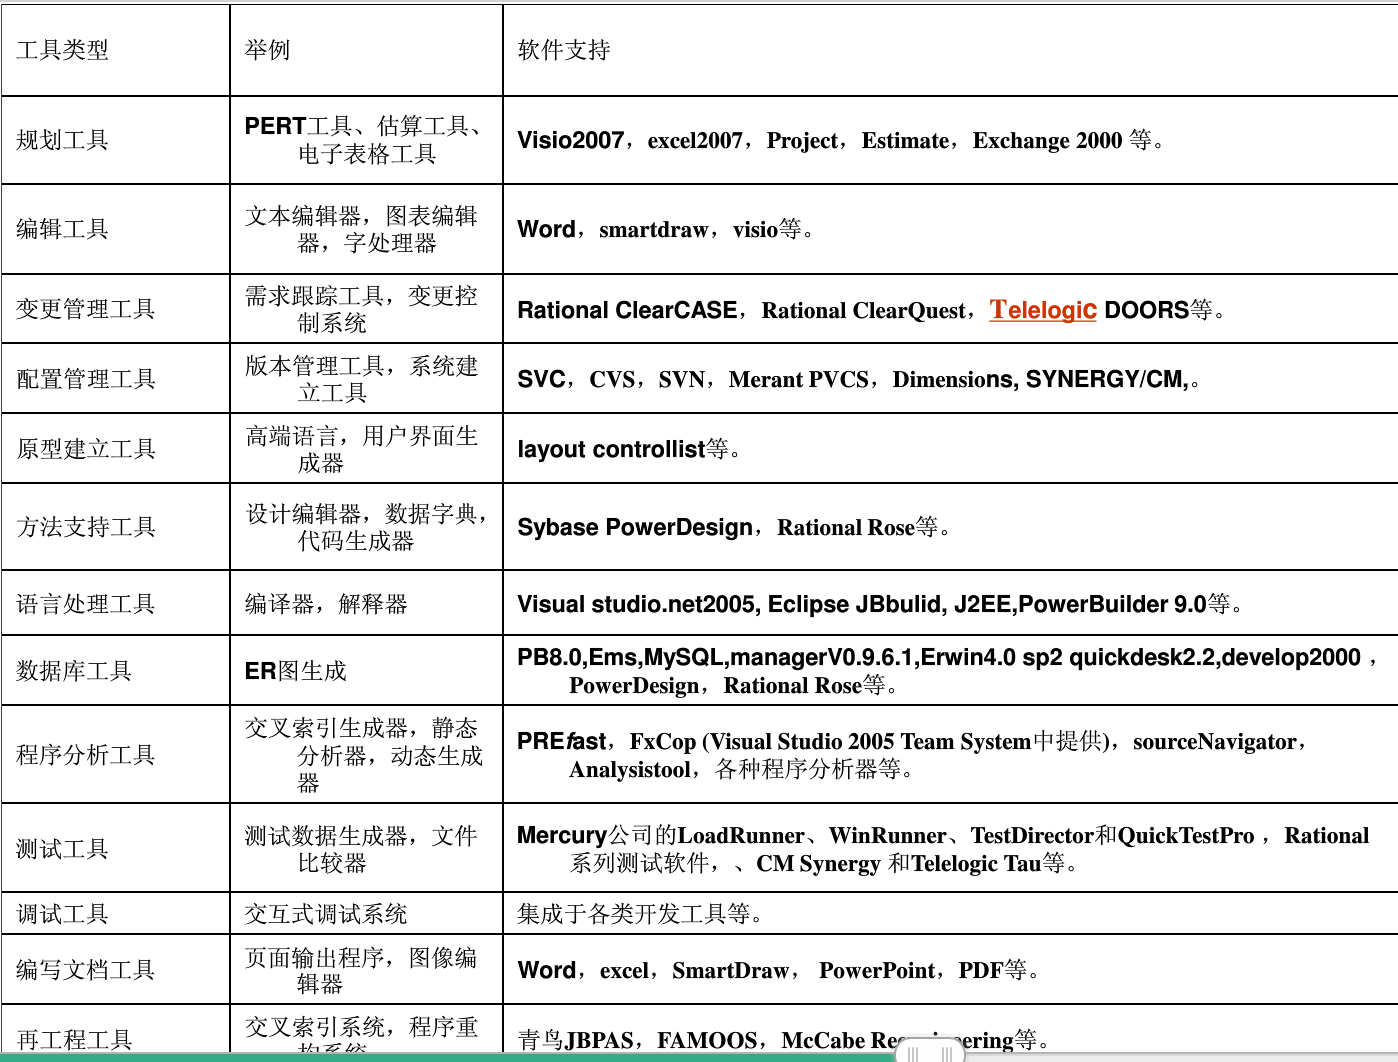 工具类型 举例 软件支持
规划工具
PERT工具、估算工具、
电子表格工具
Visio2007，excel2007，Project，Estimate，Exchange 2000 等。
编辑工具
文本编辑器，图表编辑
器，字处理器
Word，smartdraw，visio等。
变更管理工具
需求跟踪工具，变更控
制系统
Rational ClearCASE，Rational ClearQuest，Telelogic DOORS等。
配置管理工具
版本管理工具，系统建
立工具
SVC，CVS，SVN，Merant PVCS，Dimensions, SYNERGY/CM,。
原型建立工具
高端语言，用户界面生
成器
layout controllist等。
方法支持工具
设计编辑器，数据字典，
代码生成器
Sybase PowerDesign，Rational Rose等。
语言处理工具 编译器，解释器 Visual studio.net2005, Eclipse JBbulid, J2EE,PowerBuilder 9.0等。
数据库工具 ER图生成
PB8.0,Ems,MySQL,managerV0.9.6.1,Erwin4.0 sp2 quickdesk2.2,develop2000 ，
PowerDesign，Rational Rose等。
程序分析工具
交叉索引生成器，静态
分析器，动态生成
器
PREfast，FxCop (Visual Studio 2005 Team System中提供)，sourceNavigator，
Analysistool，各种程序分析器等。
测试工具
测试数据生成器，文件
比较器
Mercury公司的LoadRunner、WinRunner、TestDirector和QuickTestPro ，Rational
系列测试软件，、CM Synergy 和Telelogic Tau等。
调试工具 交互式调试系统 集成于各类开发工具等。
编写文档工具
页面输出程序，图像编
辑器
Word，excel，SmartDraw， PowerPoint，PDF等。
再工程工具
交叉索引系统，程序重
构系统
青鸟JBPAS，FAMOOS，McCabe 等。